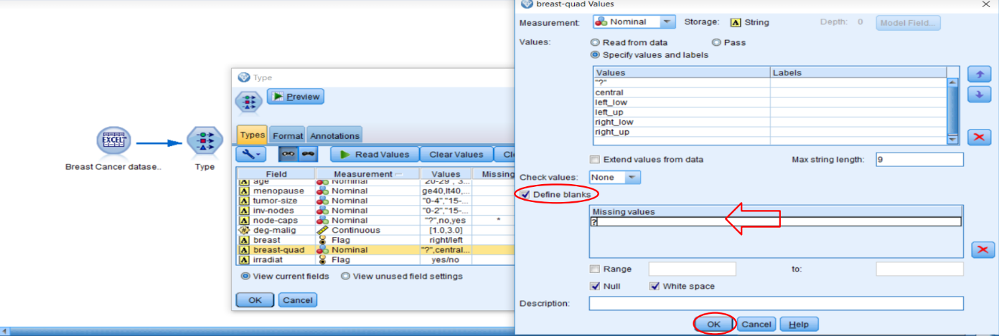 breast-quad Values
Measurement: Nominal Storage: A String Depth: 0 Model Field...
Values: Read from data Pass
Specify values and labels
Values Labels
"?"
central
left_low
left_up
right_low
right_up
Extend values from data Max string length: 9
Check values: None
Define blanks
Missing values
?
Range to:
Null White space
Description:
OK Cancel Help
Type
Preview
Types Format Annotations
Read Values Clear Values Cl
Field Measurement Values Missing
A age Nominal "20-29", 3...
A menopause Nominal ge40,lt40,...
A tumor-size Nominal "0-4","15-...
A inv-nodes Nominal "0-2","15-...
A node-caps Nominal "?",no,yes *
# deg-malig Continuous [1.0,3.0]
A breast Flag right/left
A breast-quad Nominal "?",central...
A irradiat Flag yes/no
View current fields View unused field settings
OK Cancel
EXCEL
Breast Cancer datase..
Type